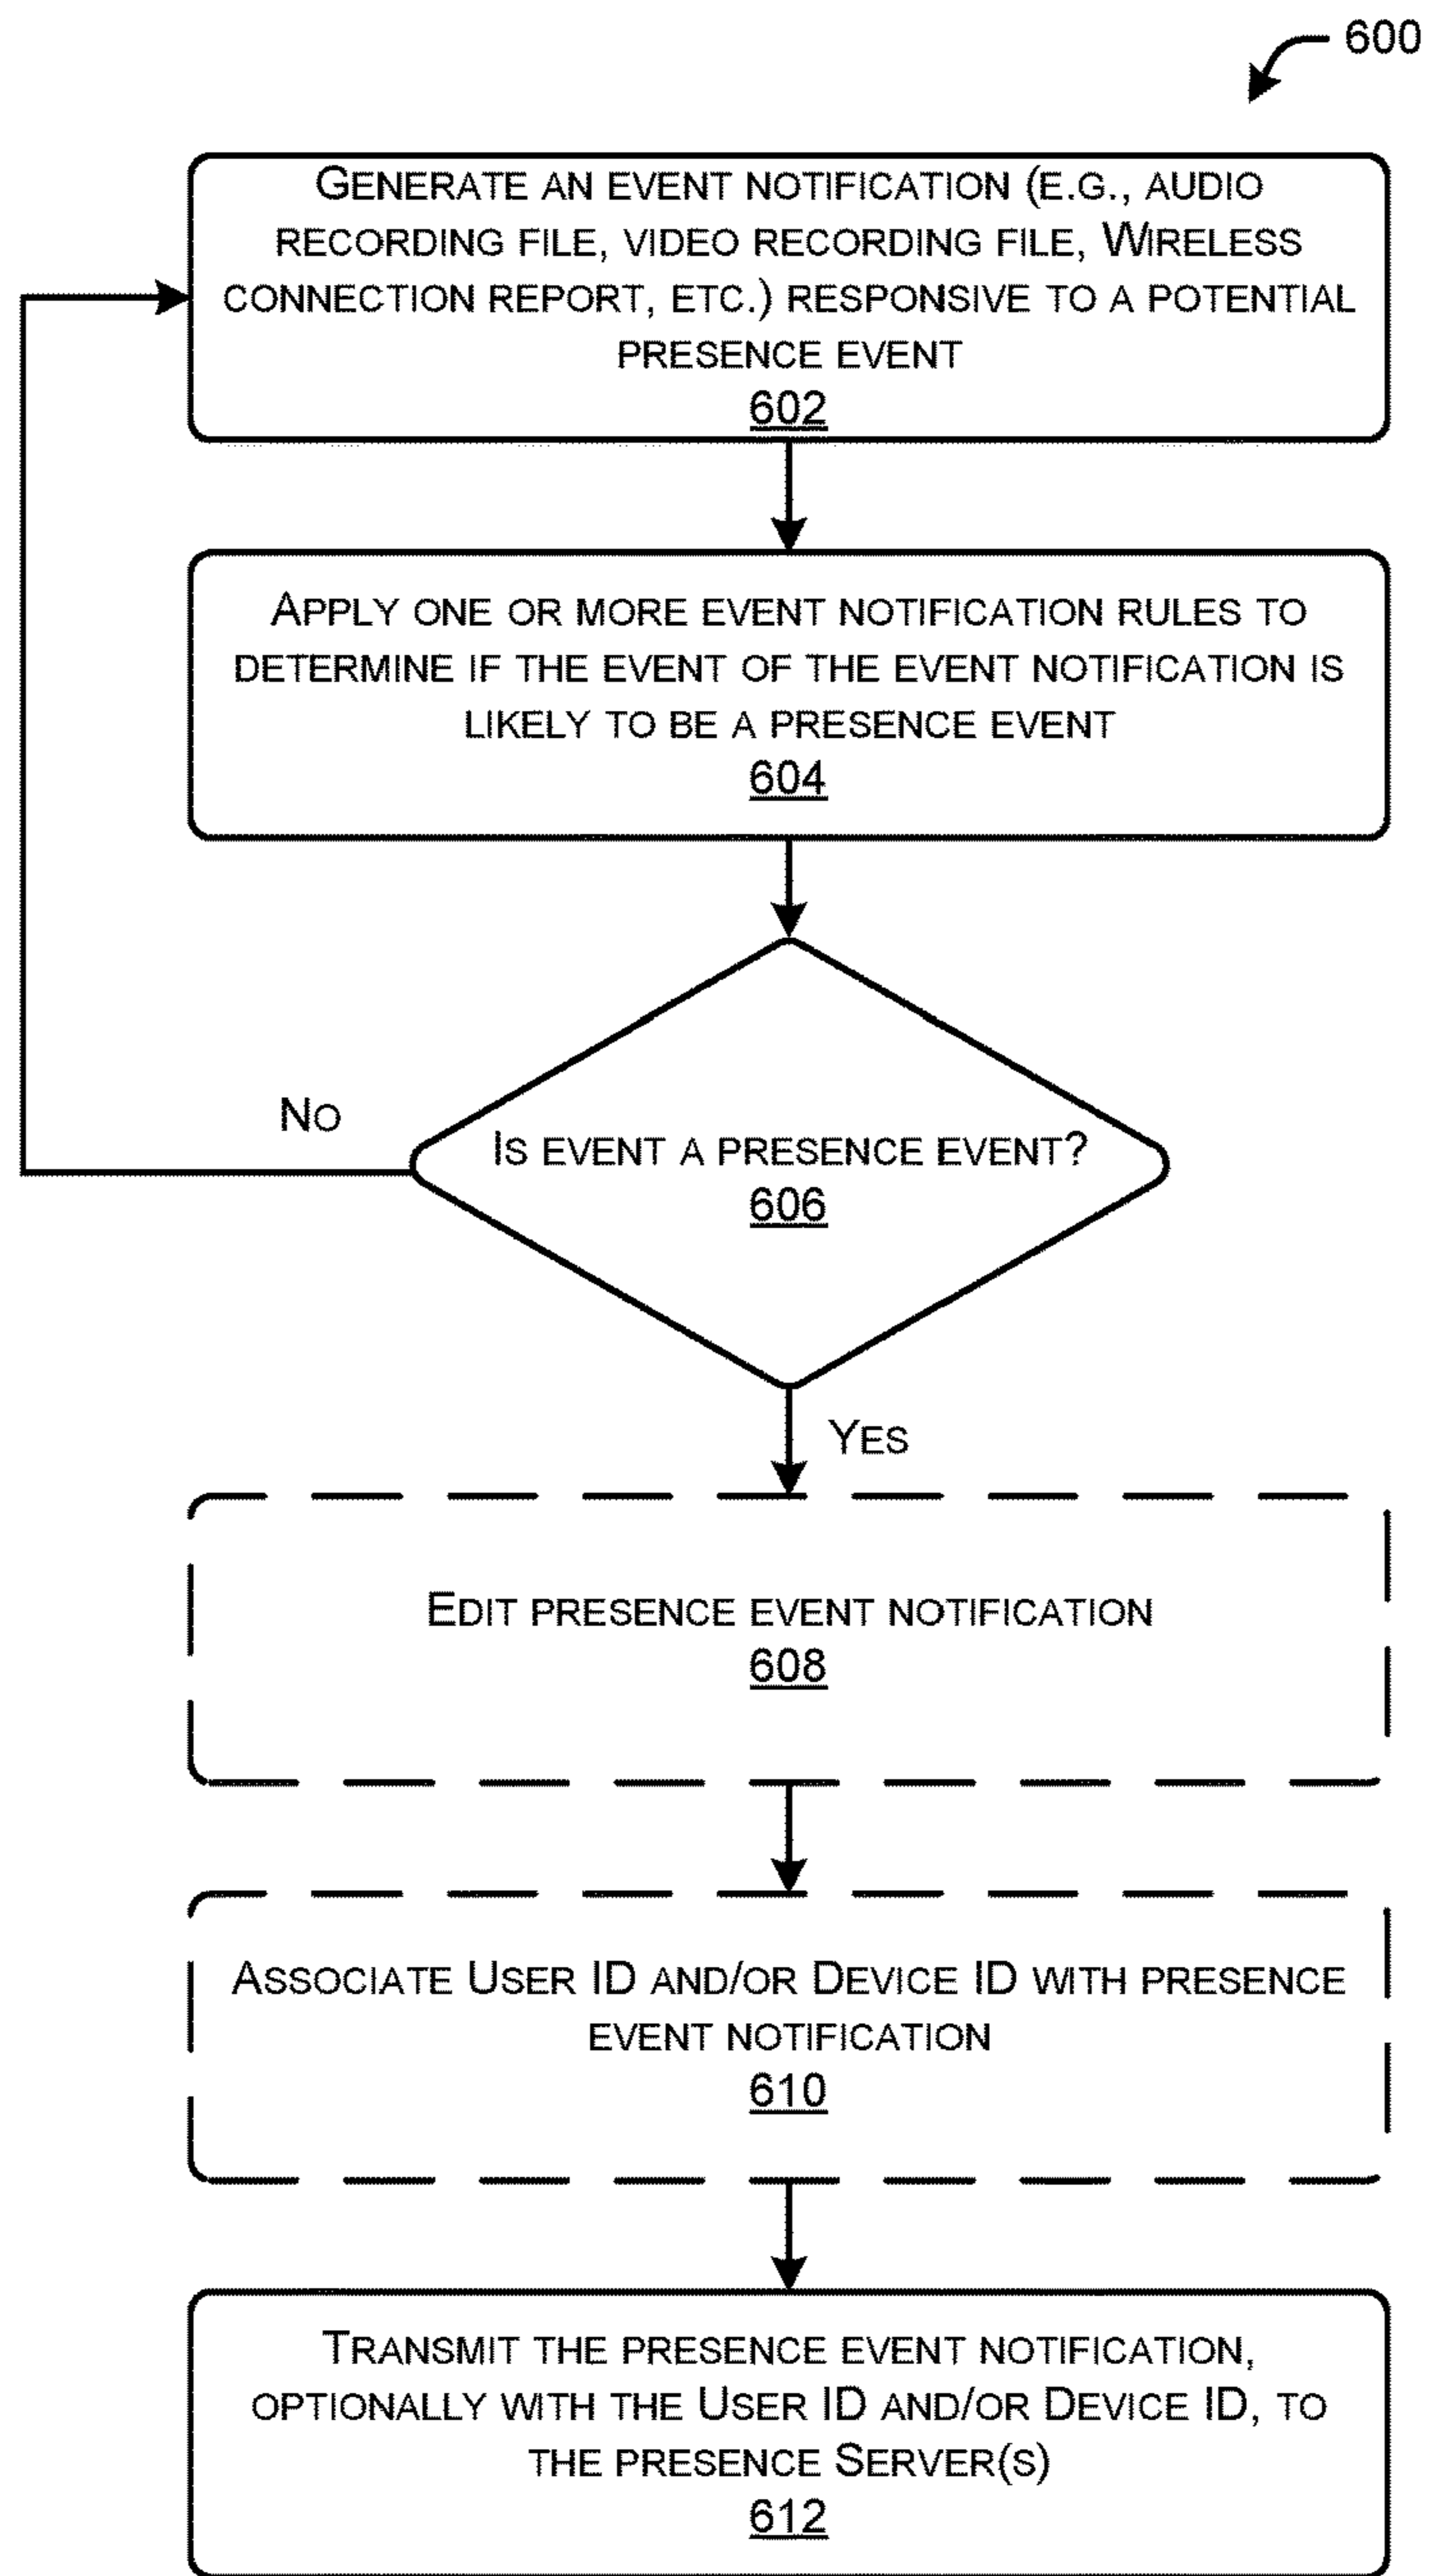 600
GENERATE AN EVENT NOTIFICATION (E.G., AUDIO
RECORDING FILE, VIDEO RECORDING FILE, WIRELESS
CONNECTION REPORT, ETC.) RESPONSIVE TO A POTENTIAL
PRESENCE EVENT
602
APPLY ONE OR MORE EVENT NOTIFICATION RULES TO
DETERMINE IF THE EVENT OF THE EVENT NOTIFICATION IS
LIKELY TO BE A PRESENCE EVENT
604
NO
IS EVENT A PRESENCE EVENT?
606
YES
EDIT PRESENCE EVENT NOTIFICATION
608
ASSOCIATE USER ID AND/OR DEVICE ID WITH PRESENCE
EVENT NOTIFICATION
610
TRANSMIT THE PRESENCE EVENT NOTIFICATION,
OPTIONALLY WITH THE USER ID AND/OR DEVICE ID, TO
THE PRESENCE SERVER(S)
612